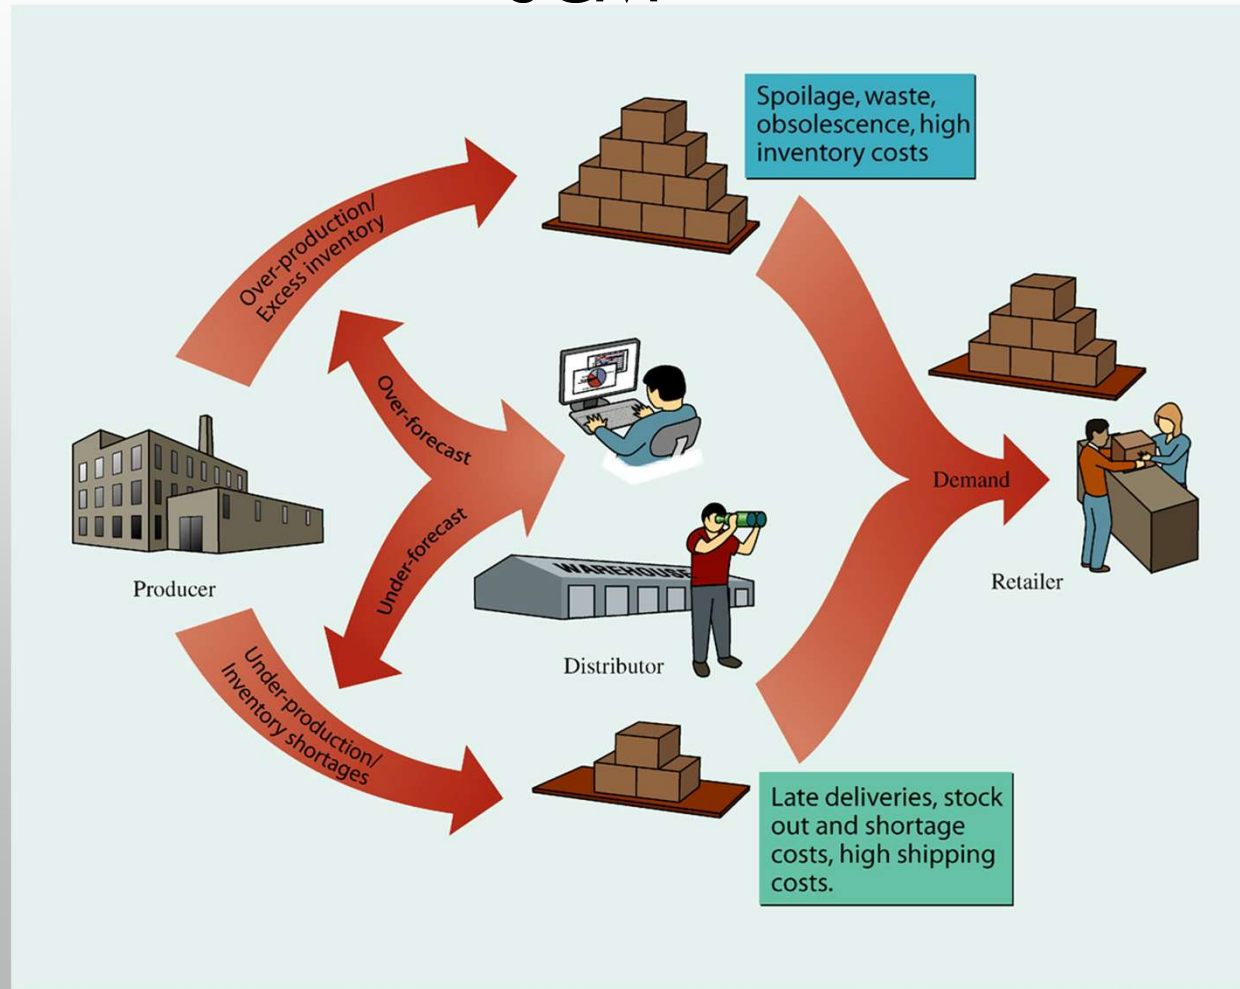 Spoilage, waste,
obsolescence, high
inventory costs
Over-production/
Excess inventory
Over-forecast
Demand
Under-forecast
WAREHOUSE
Producer
Retailer
Distributor
Under-production/
Inventory shortages
Late deliveries, stock
out and shortage
costs, high shipping
costs.